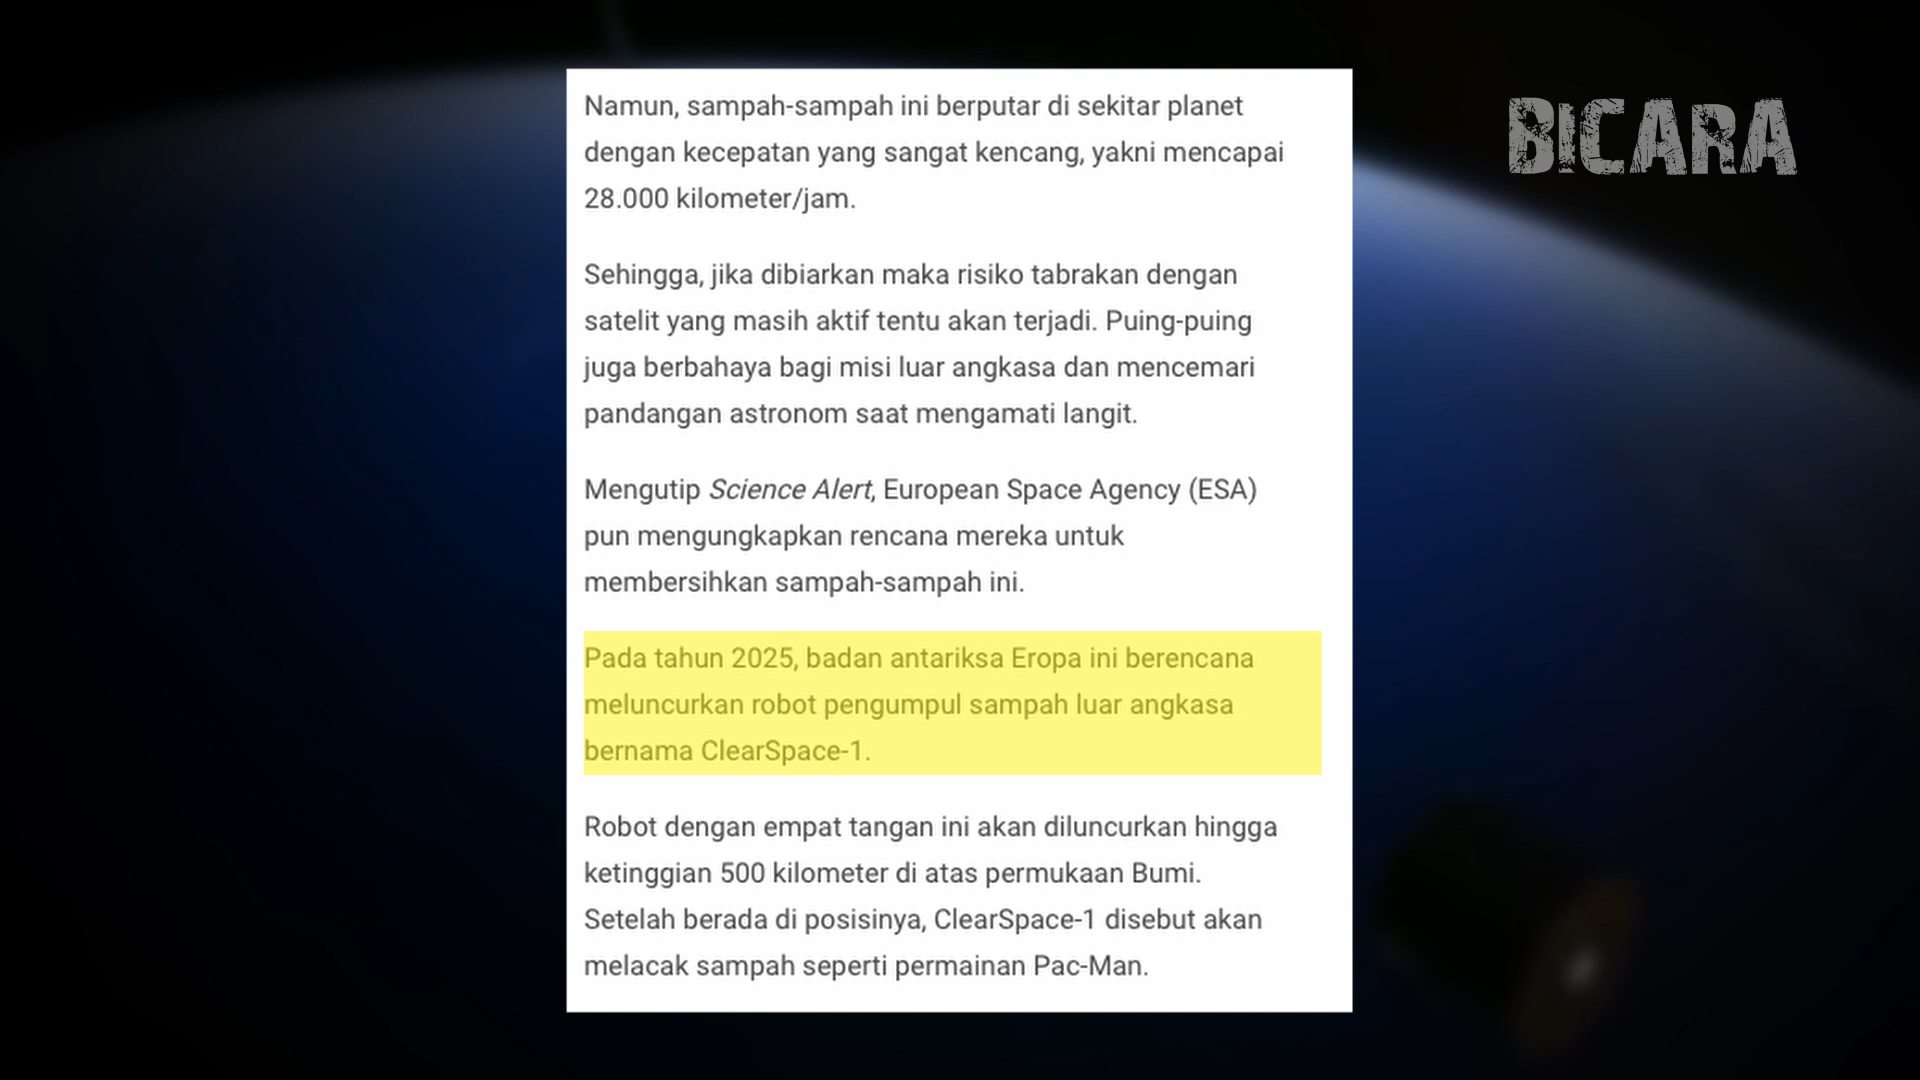 BICARA
Namun, sampah-sampah ini berputar di sekitar planet
dengan kecepatan yang sangat kencang, yakni mencapai
28.000 kilometer/jam.
Sehingga, jika dibiarkan maka risiko tabrakan dengan
satelit yang masih aktif tentu akan terjadi. Puing-puing
juga berbahaya bagi misi luar angkasa dan mencemari
pandangan astronom saat mengamati langit.
Mengutip Science Alert, European Space Agency (ESA)
pun mengungkapkan rencana mereka untuk
membersihkan sampah-sampah ini.
Pada tahun 2025, badan antariksa Eropa ini berencana
meluncurkan robot pengumpul sampah luar angkasa
bernama ClearSpace-1.
Robot dengan empat tangan ini akan diluncurkan hingga
ketinggian 500 kilometer di atas permukaan Bumi.
Setelah berada di posisinya, ClearSpace-1 disebut akan
melacak sampah seperti permainan Pac-Man.